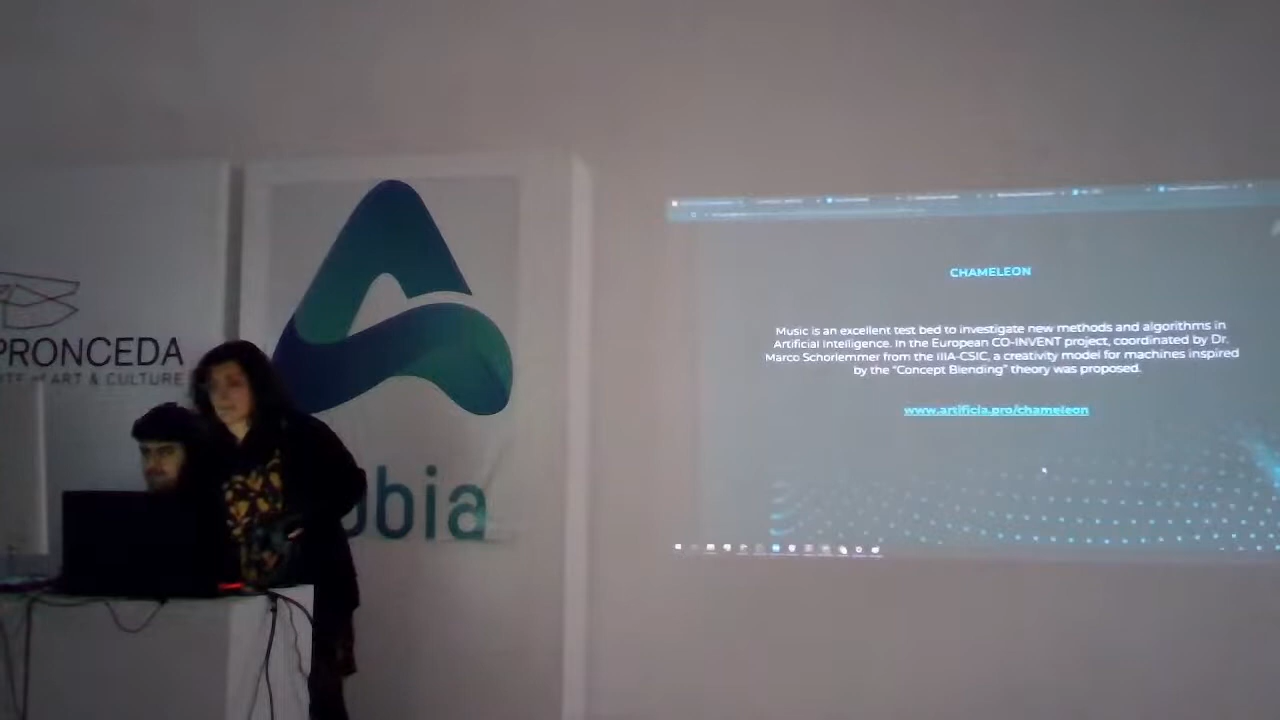 PRONCEDA
ART & CULTURE
bia
CHAMELEON
Music is an excellent test bed to investigate new methods and algorithms in
Artificial Intelligence. In the European CO-INVENT project, coordinated by Dr.
Marco Schorlemmer from the IIIA-CSIC, a creativity model for machines inspired
by the "Concept Blending" theory was proposed.
www.artificia.pro/chameleon